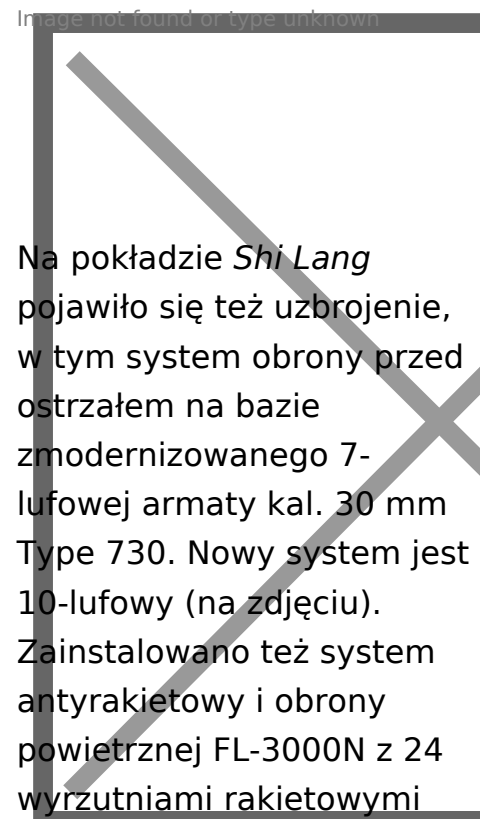 Image not found or type unknown
Na pokładzie Shi Lang
pojawiło się też uzbrojenie,
w tym system obrony przed
ostrzałem na bazie
zmodernizowanego 7-
lufowej armaty kal. 30 mm
Type 730. Nowy system jest
10-lufowy (na zdjęciu).
Zainstalowano też system
antyrakietowy i obrony
powietrznej FL-3000N z 24
wyrzutniami rakietowymi